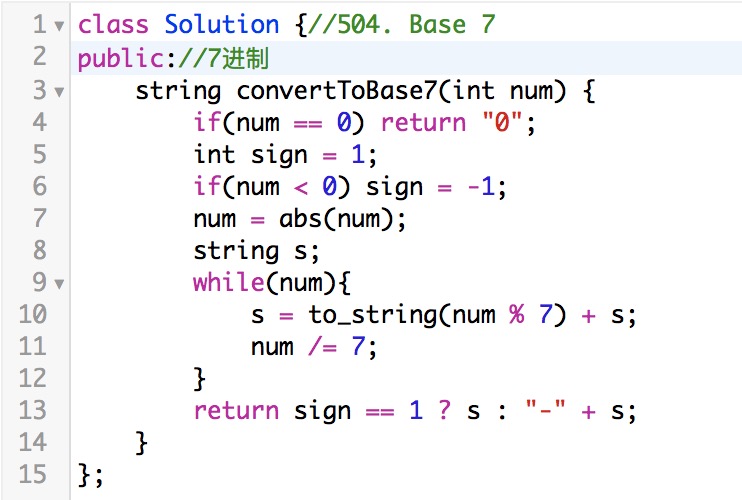 1 class Solution {//504. Base 7
2 public://7进制
3 string convertToBase7(int num) {
4 if(num == 0) return "0";
5 int sign = 1;
6 if(num < 0) sign = -1;
7 num = abs(num);
8 string s;
9 while(num){
10 s = to_string(num % 7) + s;
11 num /= 7;
12 }
13 return sign == 1 ? s : "-" + s;
14 }
15 };